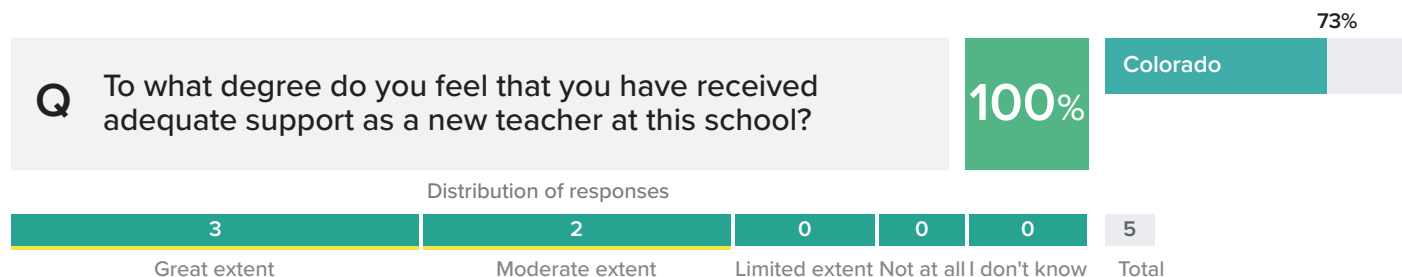 73%
Q To what degree do you feel that you have received
adequate support as a new teacher at this school?
100%
Colorado
Distribution of responses
3 2 0 0 0 5
Great extent Moderate extent Limited extent Not at all I don't know Total